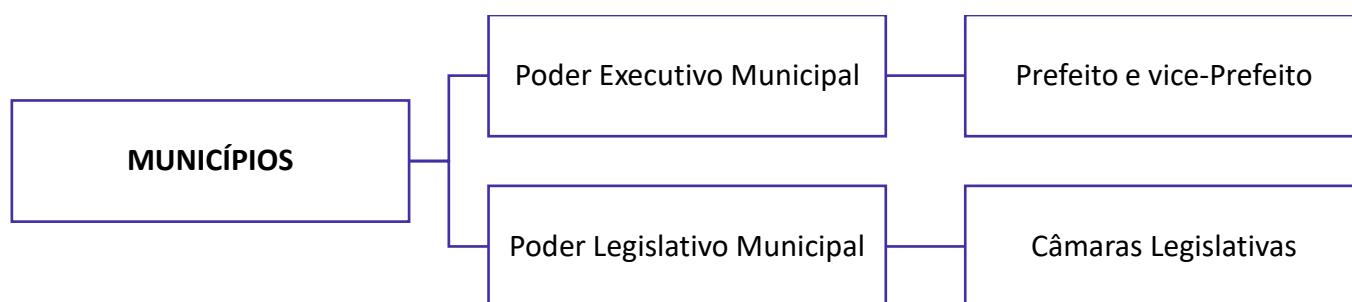 MUNICÍPIOS
Poder Executivo Municipal
Prefeito e vice-Prefeito
Poder Legislativo Municipal
Câmaras Legislativas